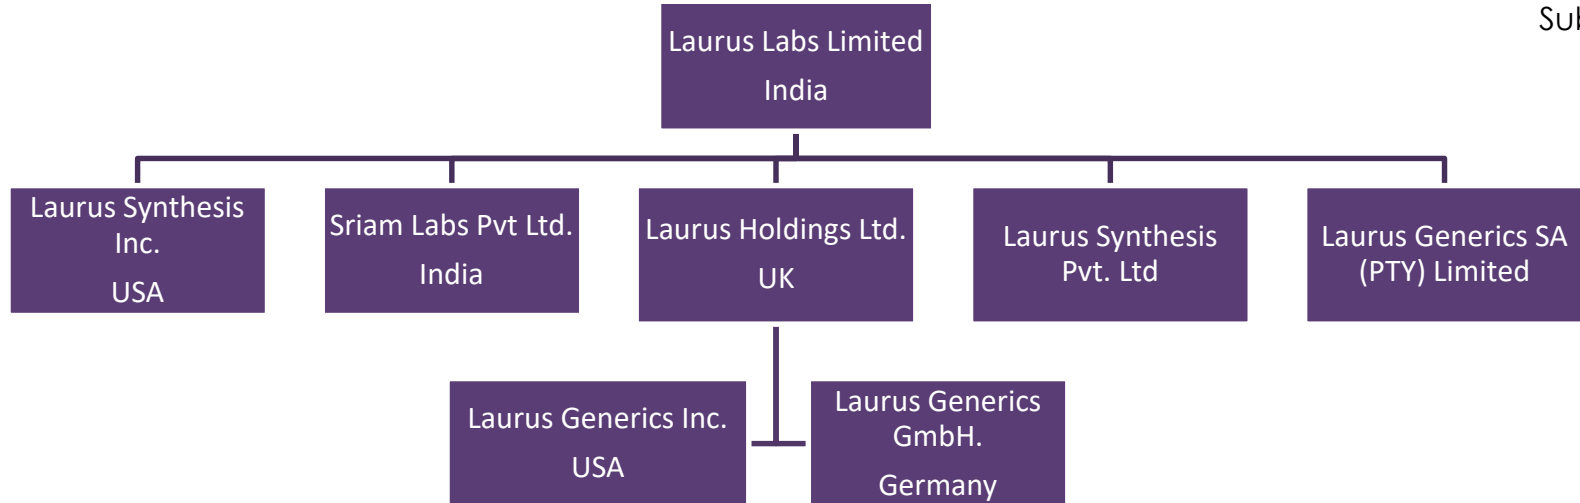 Laurus Labs Limited
India
Laurus Synthesis
Inc.
USA
Sriam Labs Pvt Ltd.
India
Laurus Holdings Ltd.
UK
Laurus Synthesis
Pvt. Ltd
Laurus Generics SA
(PTY) Limited
Laurus Generics Inc.
USA
Laurus Generics
GmbH.
Germany